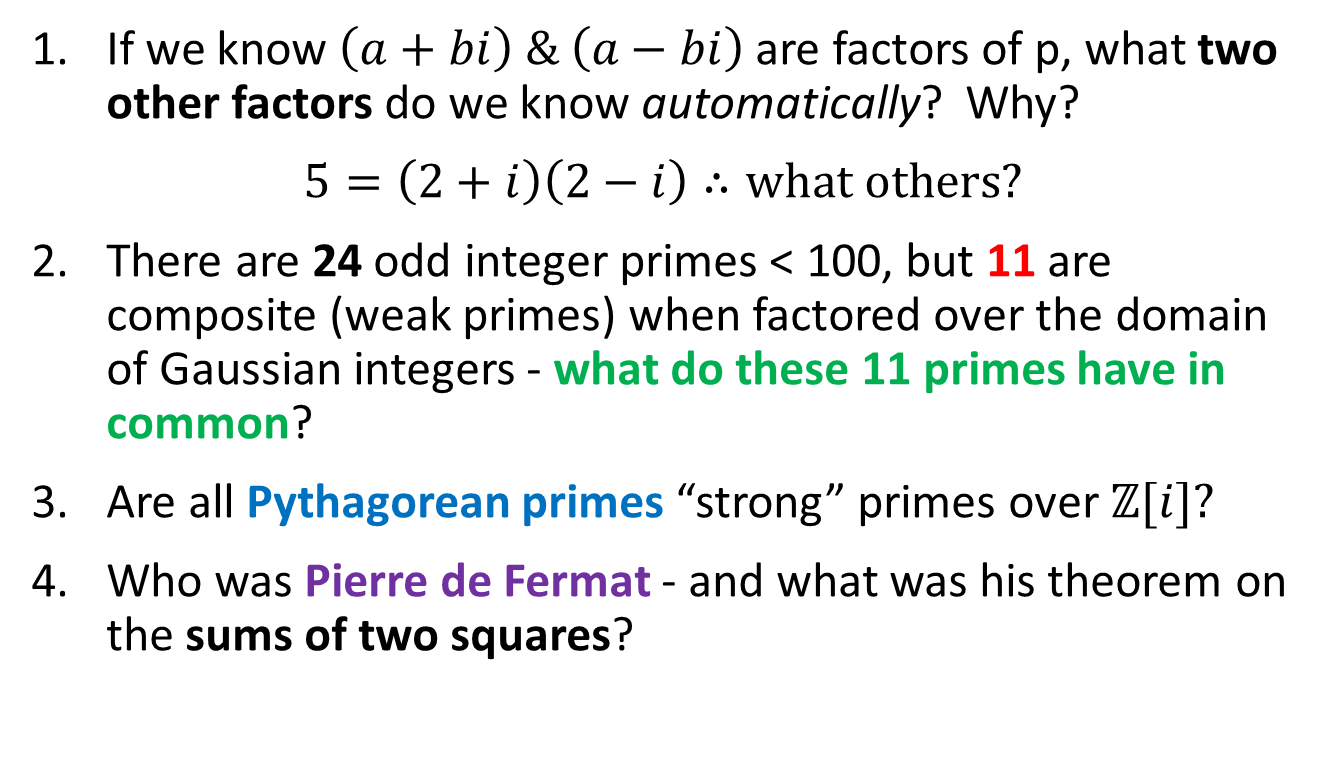 1. If we know (a + bi) & (a − bi) are factors of p, what two
other factors do we know automatically? Why?
5 = (2 + i)(2 − i) ∴ what others?
2. There are 24 odd integer primes < 100, but 11 are
composite (weak primes) when factored over the domain
of Gaussian integers - what do these 11 primes have in
common?
3. Are all Pythagorean primes “strong” primes over ℤ[i]?
4. Who was Pierre de Fermat - and what was his theorem on
the sums of two squares?